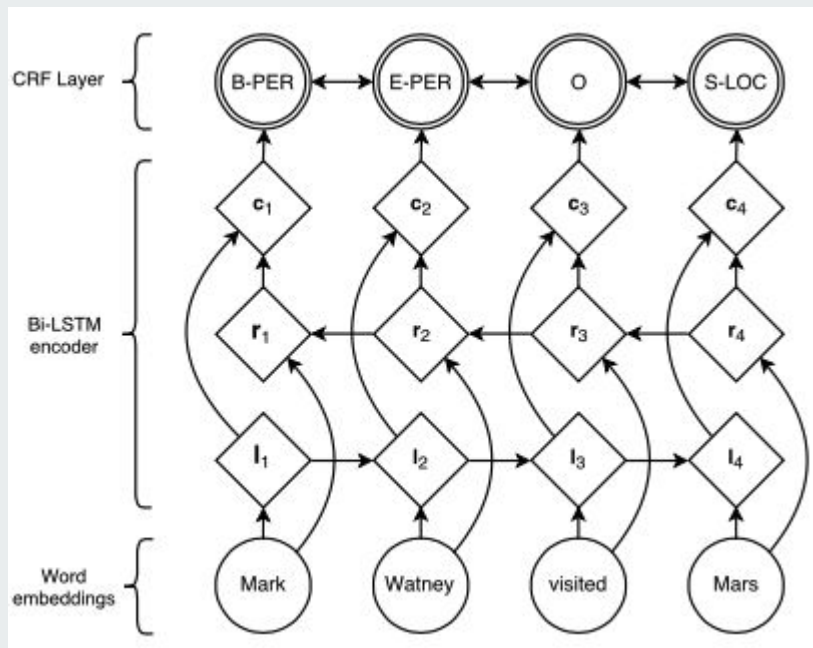 CRF Layer
B-PER
E-PER
O
S-LOC
c1
c2
c3
c4
Bi-LSTM
encoder
r1
r2
r3
r4
l1
l2
l3
l4
Word
embeddings
Mark
Watney
visited
Mars